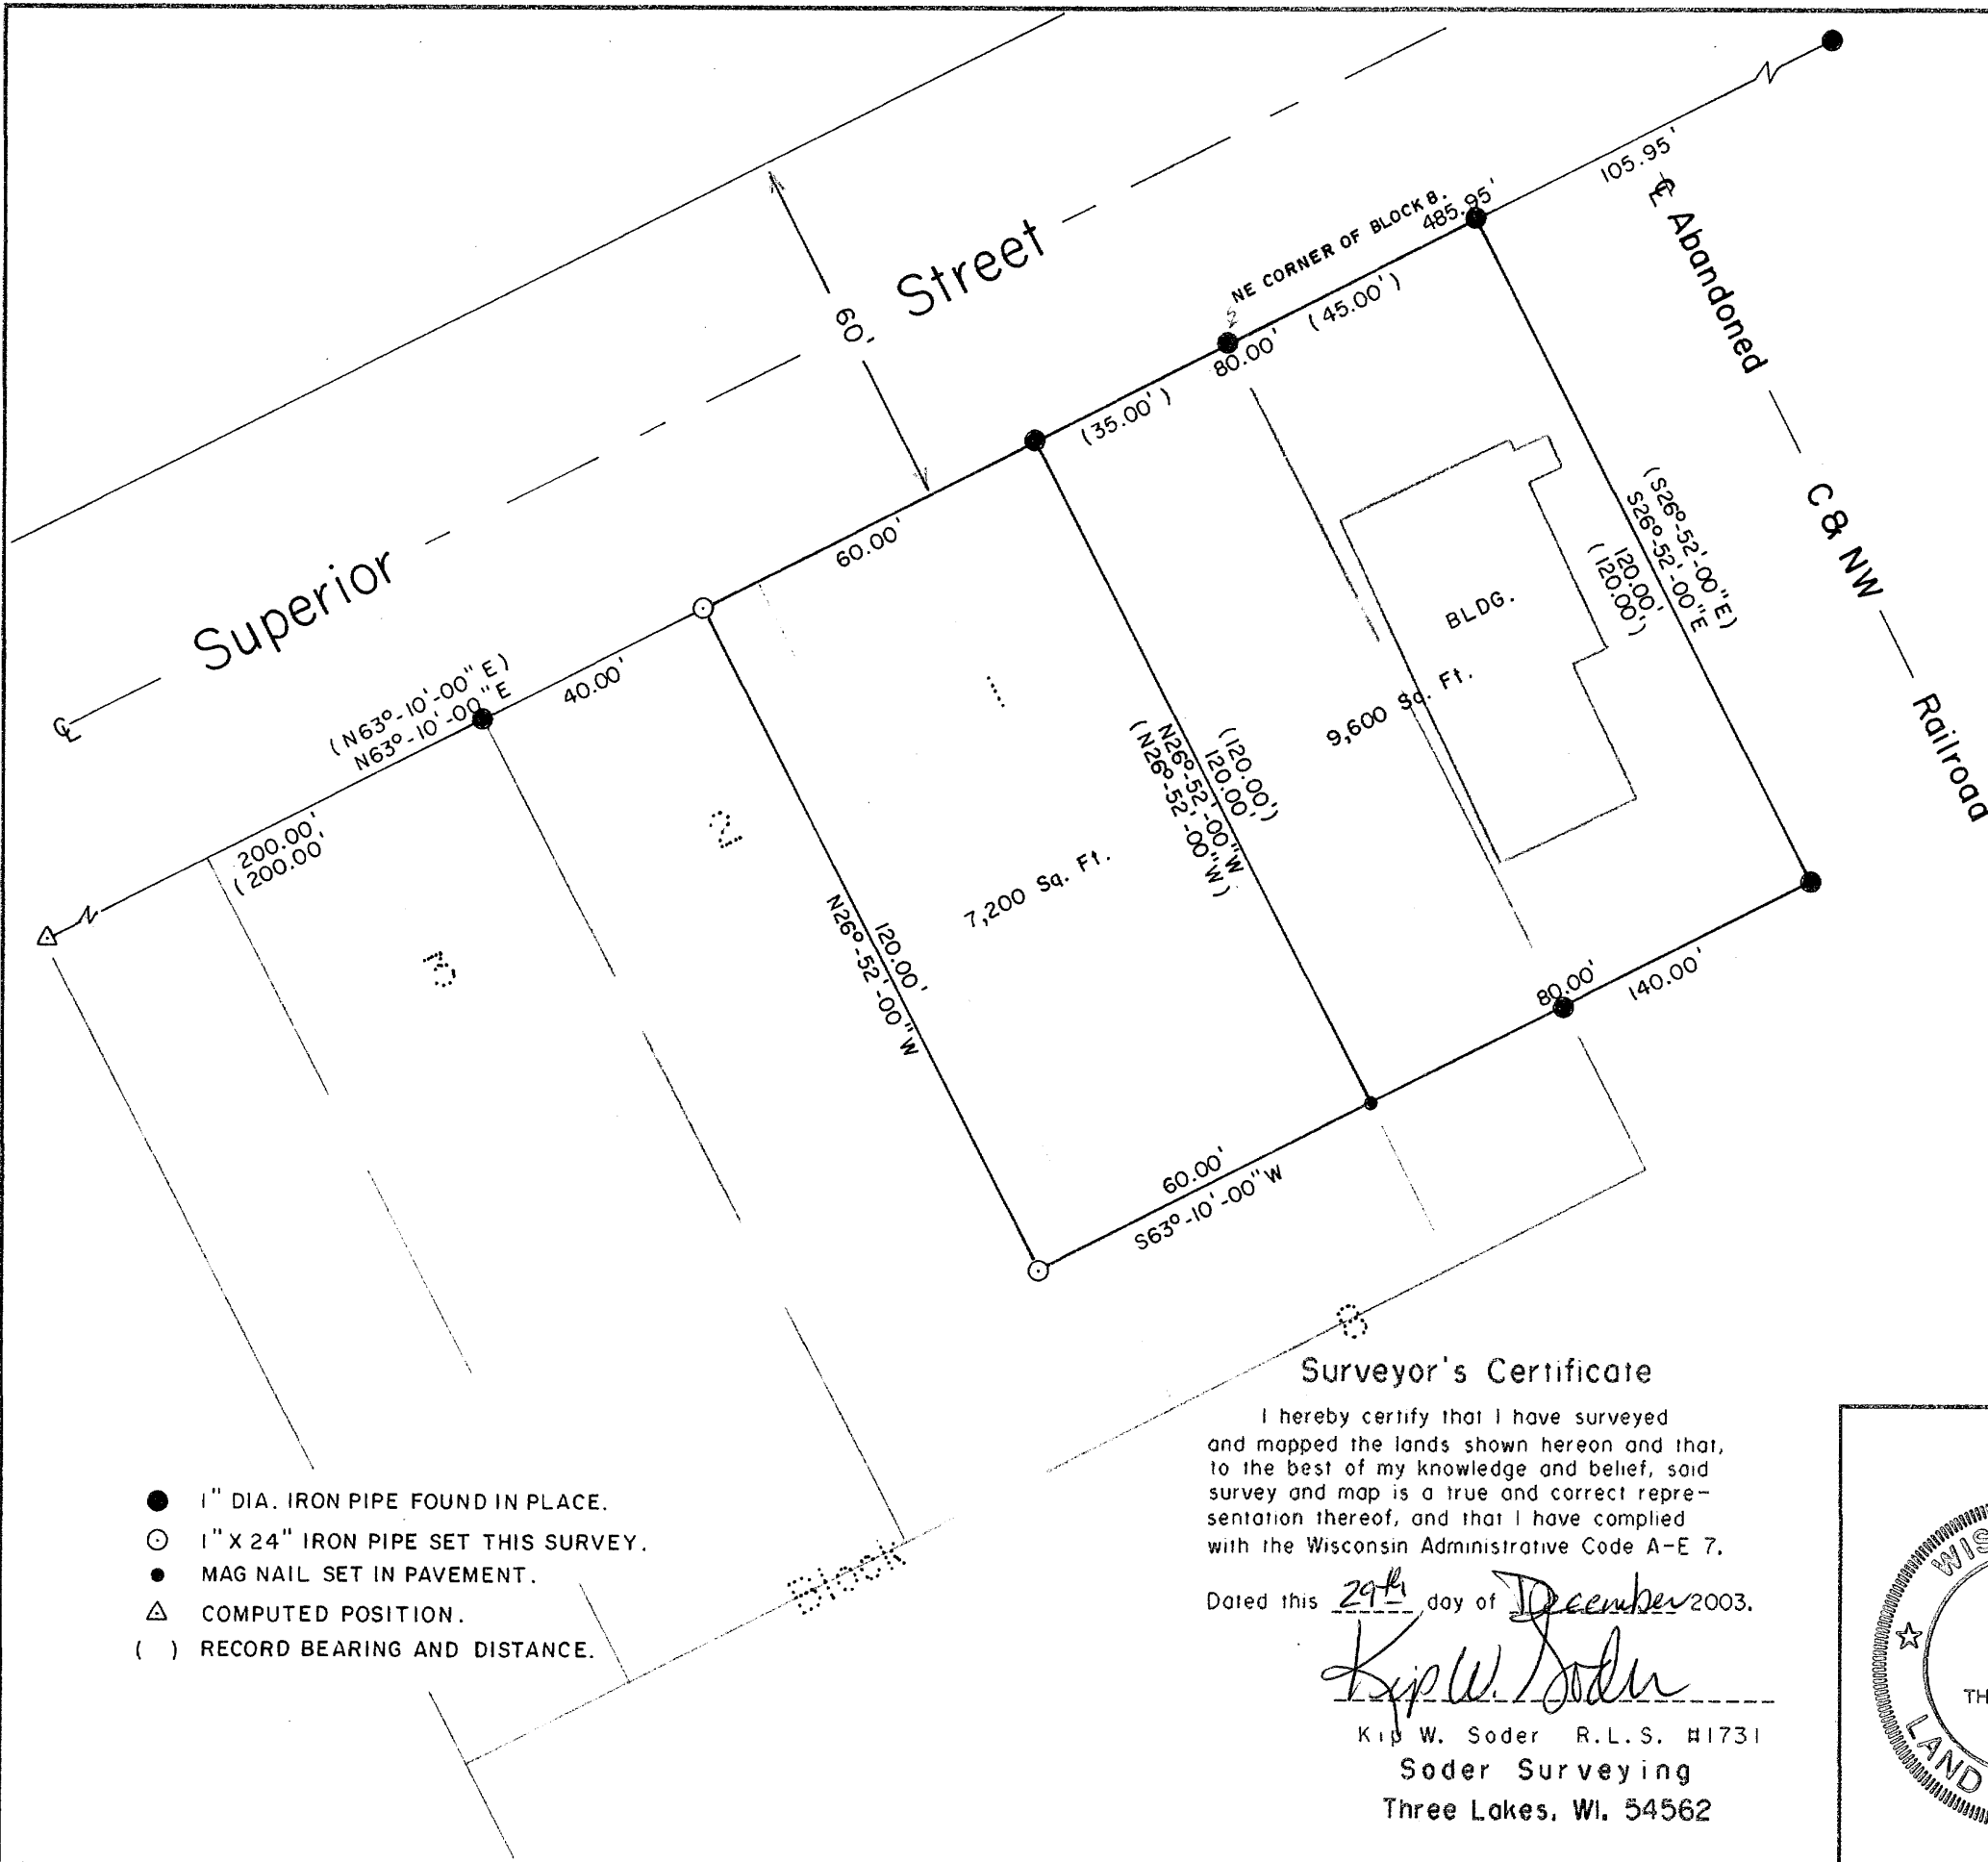 105.95'
485.95'
NE CORNER OF BLOCK 8.
(45.00')
80.00'
(35.00')
60'
Superior Street
60.00'
40.00'
(N63°-10'-00"E)
N63°-10'-00"E
200.00'
(200.00'
℄
℄ Abandoned C & NW Railroad
(S26°-52'-00"E)
S26°-52'-00"E
120.00'
(120.00')
BLDG.
9,600 Sq. Ft.
(120.00')
120.00'
N26°-52'-00"W
(N26°-52'-00"W)
1
2
3
7,200 Sq. Ft.
120.00'
N26°-52'-00"W
80.00'
140.00'
60.00'
S63°-10'-00"W
Block 8
1" DIA. IRON PIPE FOUND IN PLACE.
1" X 24" IRON PIPE SET THIS SURVEY.
MAG NAIL SET IN PAVEMENT.
COMPUTED POSITION.
( ) RECORD BEARING AND DISTANCE.
Surveyor's Certificate
I hereby certify that I have surveyed
and mapped the lands shown hereon and that,
to the best of my knowledge and belief, said
survey and map is a true and correct repre-
sentation thereof, and that I have complied
with the Wisconsin Administrative Code A-E 7.
Dated this 29th day of December 2003.
Kip W. Soder
Kip W. Soder R.L.S. #1731
Soder Surveying
Three Lakes, WI. 54562
WIS
TH
LAND